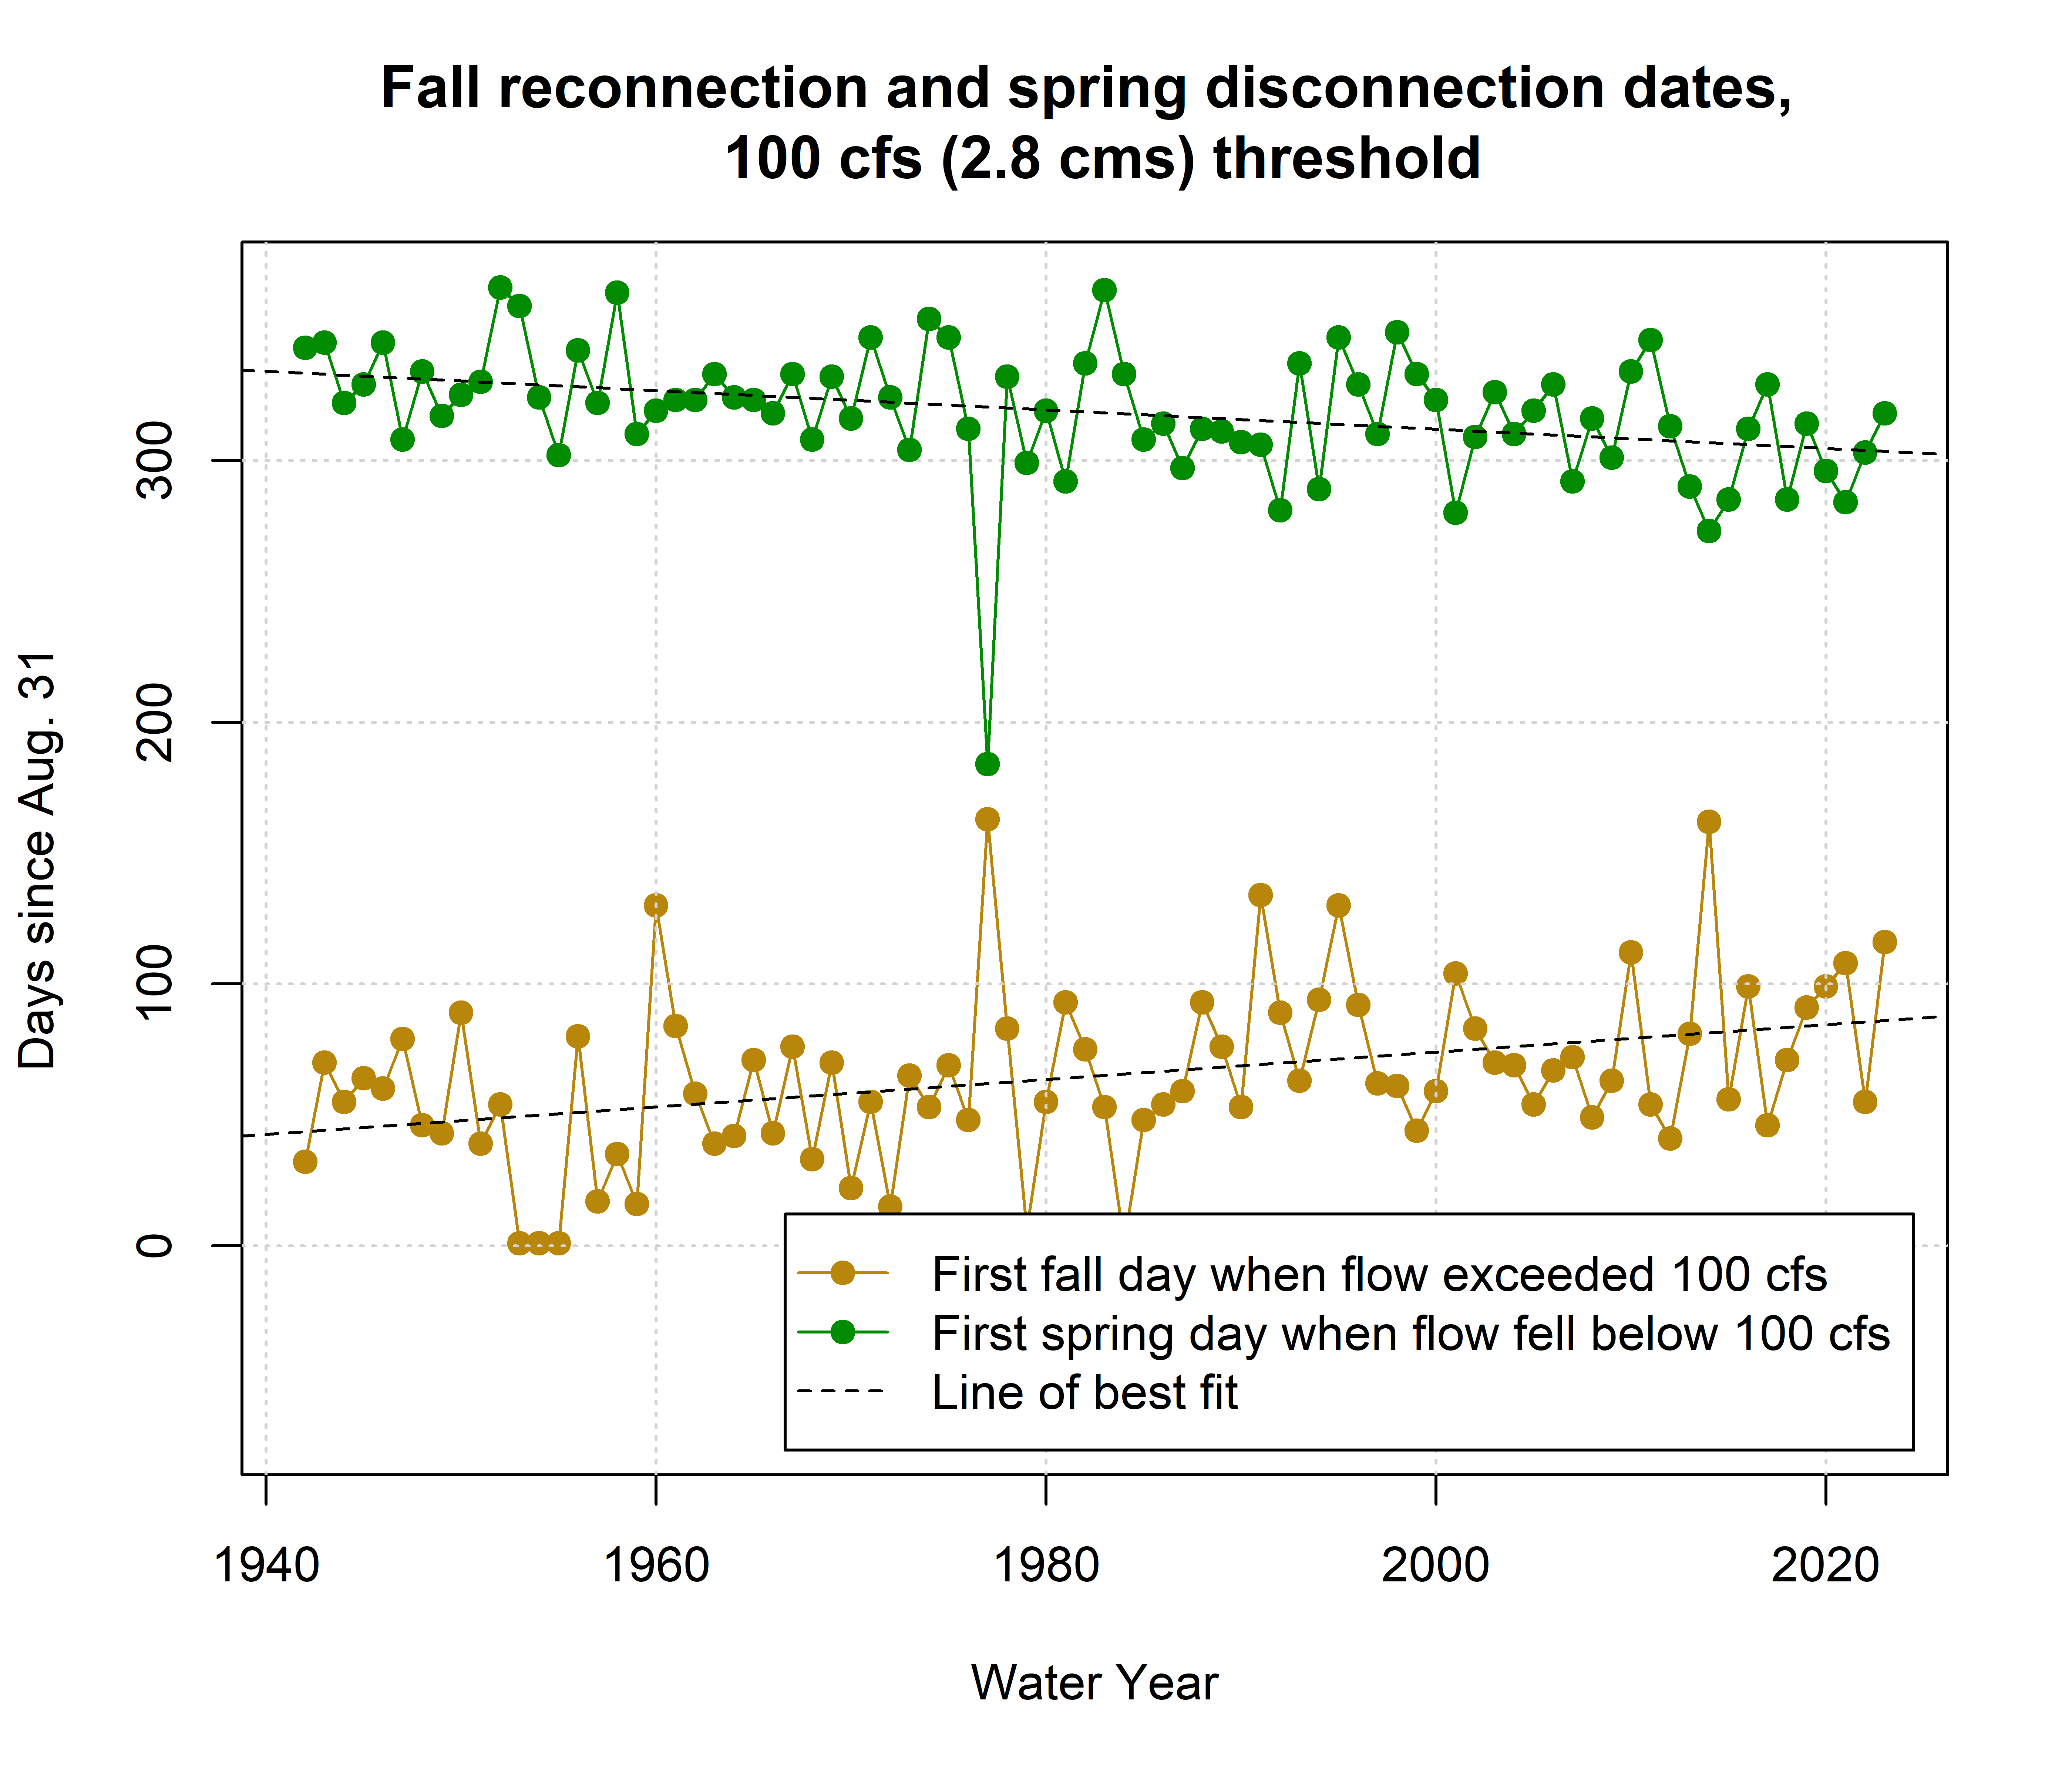 Fall reconnection and spring disconnection dates,
100 cfs (2.8 cms) threshold
Days since Aug. 31
300
200
100
0
First fall day when flow exceeded 100 cfs
First spring day when flow fell below 100 cfs
Line of best fit
1940 1960 1980 2000 2020
Water Year